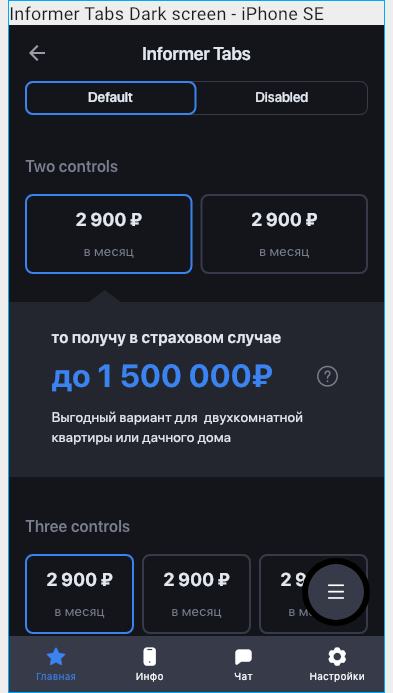 Informer Tabs Dark screen - iPhone SE
Informer Tabs
Default Disabled
Two controls
2 900 ₽ 2 900 ₽
в месяц в месяц
то получу в страховом случае
до 1 500 000₽
?
Выгодный вариант для двухкомнатной
квартиры или дачного дома
Three controls
2 900 ₽ 2 900 ₽ 2 9
в месяц в месяц в м
Главная Инфо Чат Настройки